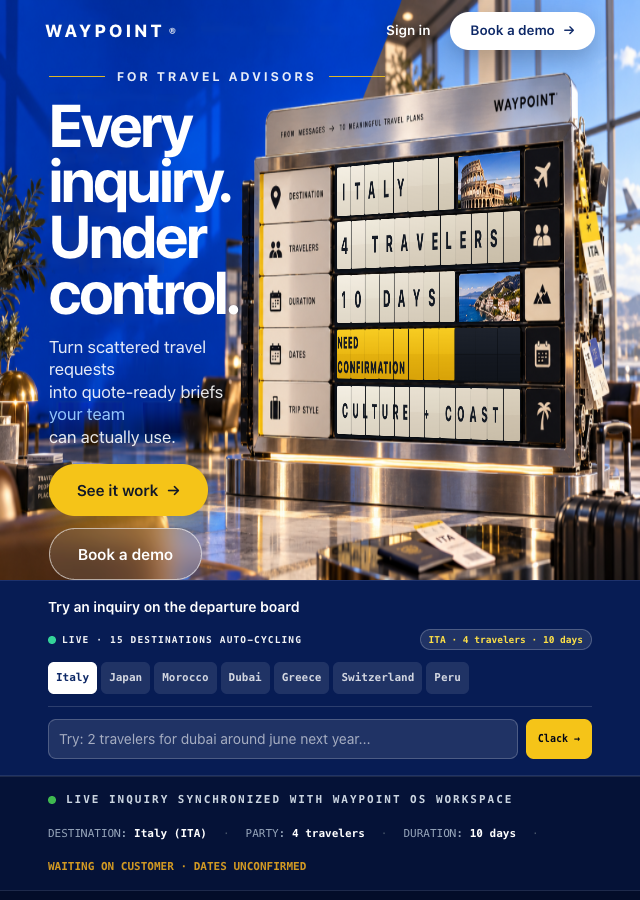 WAYPOINT ®
Sign in
Book a demo →
FOR TRAVEL ADVISORS
Every
inquiry.
Under
control.
Turn scattered travel
requests
into quote-ready briefs
your team
can actually use.
See it work →
Book a demo
WAYPOINT
FROM MESSAGES → TO MEANINGFUL TRAVEL PLANS
DESTINATION
ITALY
TRAVELERS
4 TRAVELERS
DURATION
10 DAYS
DATES
NEED
CONFIRMATION
TRIP STYLE
CULTURE + COAST
Try an inquiry on the departure board
LIVE · 15 DESTINATIONS AUTO-CYCLING
ITA · 4 travelers · 10 days
Italy
Japan
Morocco
Dubai
Greece
Switzerland
Peru
Try: 2 travelers for dubai around june next year...
Clack →
LIVE INQUIRY SYNCHRONIZED WITH WAYPOINT OS WORKSPACE
DESTINATION: Italy (ITA) · PARTY: 4 travelers · DURATION: 10 days ·
WAITING ON CUSTOMER · DATES UNCONFIRMED